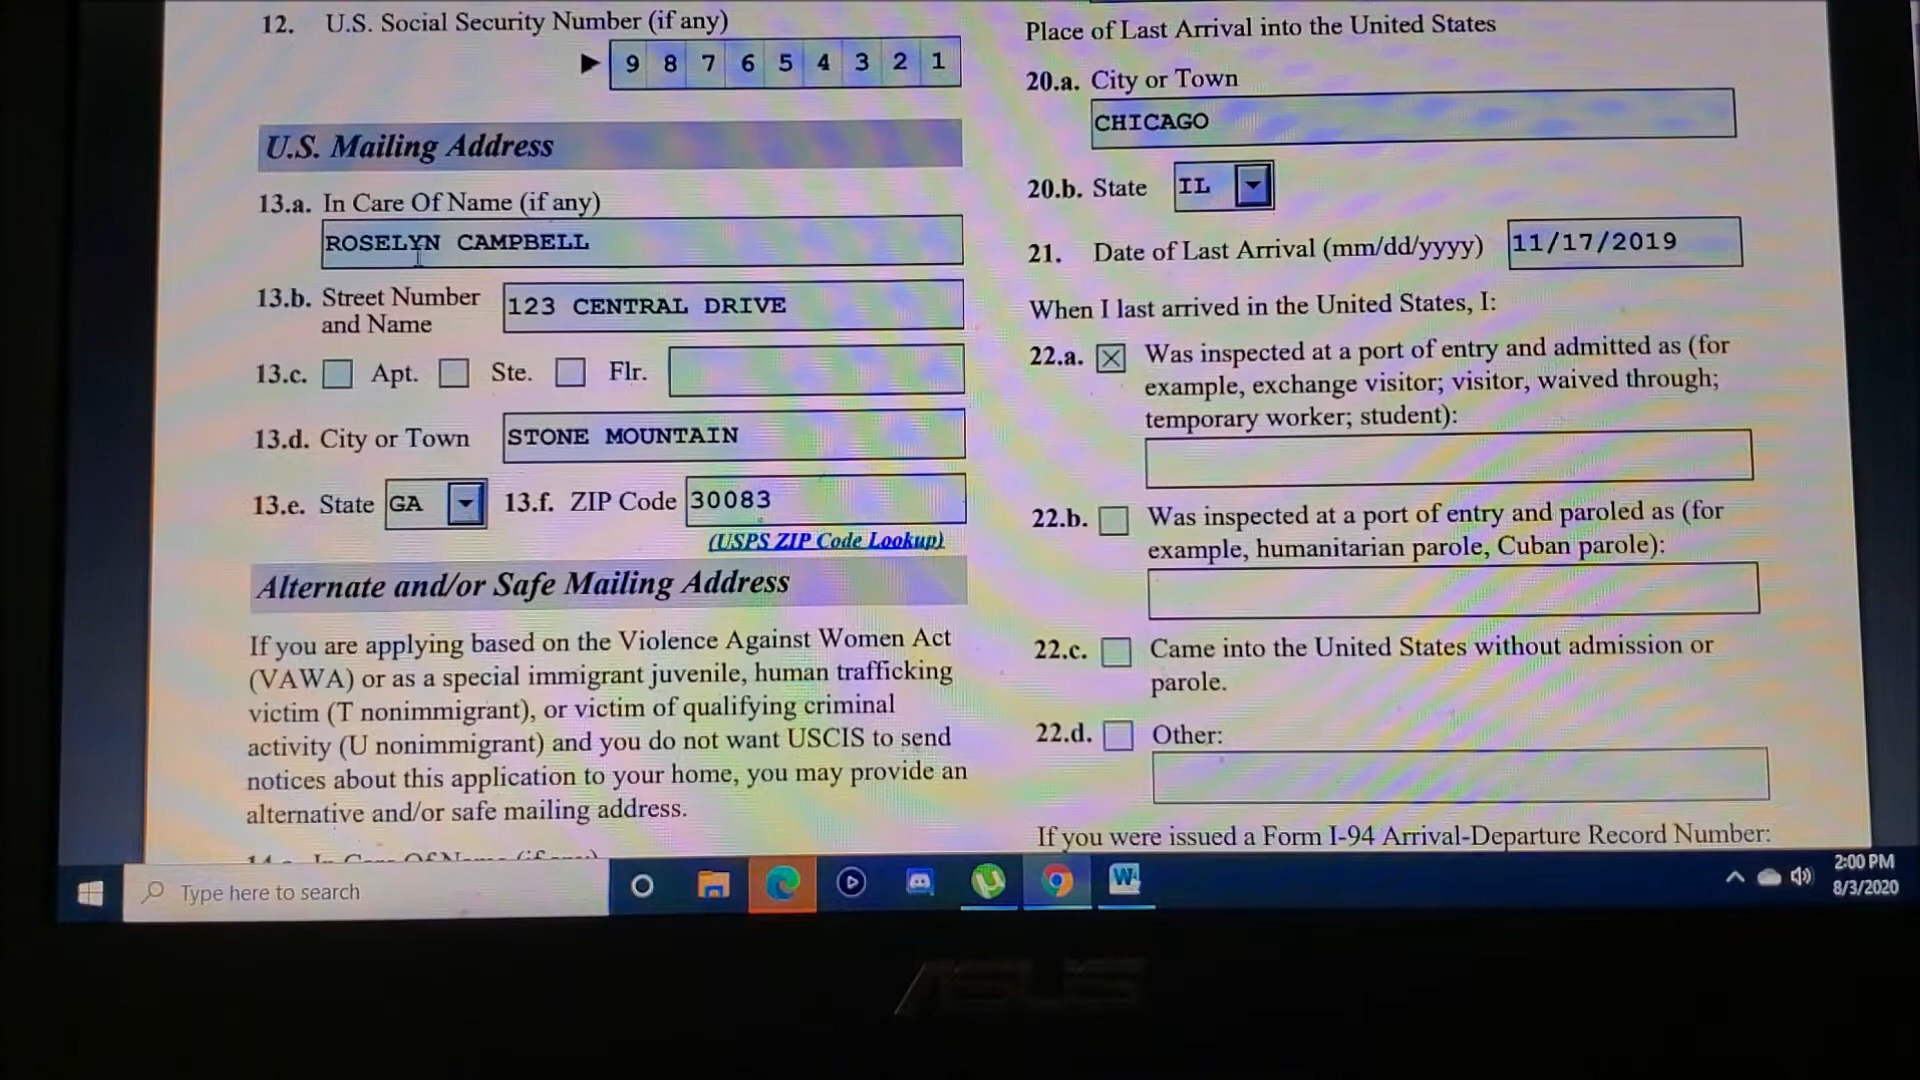 12. U.S. Social Security Number (if any)
9 8 7 6 5 4 3 2 1
U.S. Mailing Address
13.a. In Care Of Name (if any)
ROSELYN CAMPBELL
13.b. Street Number and Name
123 CENTRAL DRIVE
13.c. Apt. Ste. Flr.
13.d. City or Town STONE MOUNTAIN
13.e. State GA 13.f. ZIP Code 30083
(USPS ZIP Code Lookup)
Alternate and/or Safe Mailing Address
If you are applying based on the Violence Against Women Act
(VAWA) or as a special immigrant juvenile, human trafficking
victim (T nonimmigrant), or victim of qualifying criminal
activity (U nonimmigrant) and you do not want USCIS to send
notices about this application to your home, you may provide an
alternative and/or safe mailing address.
Place of Last Arrival into the United States
20.a. City or Town
CHICAGO
20.b. State IL
21. Date of Last Arrival (mm/dd/yyyy) 11/17/2019
When I last arrived in the United States, I:
22.a. Was inspected at a port of entry and admitted as (for
example, exchange visitor; visitor, waived through;
temporary worker; student):
22.b. Was inspected at a port of entry and paroled as (for
example, humanitarian parole, Cuban parole):
22.c. Came into the United States without admission or
parole.
22.d. Other:
If you were issued a Form I-94 Arrival-Departure Record Number:
Type here to search
2:00 PM
8/3/2020
ASUS